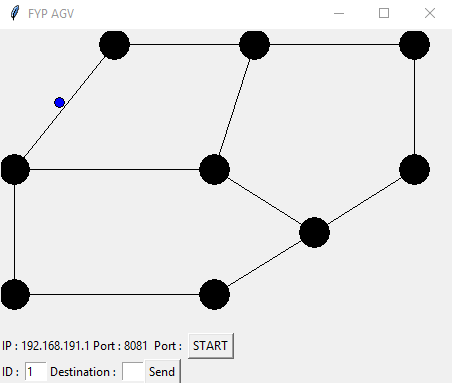 FYP AGV
IP : 192.168.191.1 Port : 8081 Port : START
ID : 1 Destination : Send